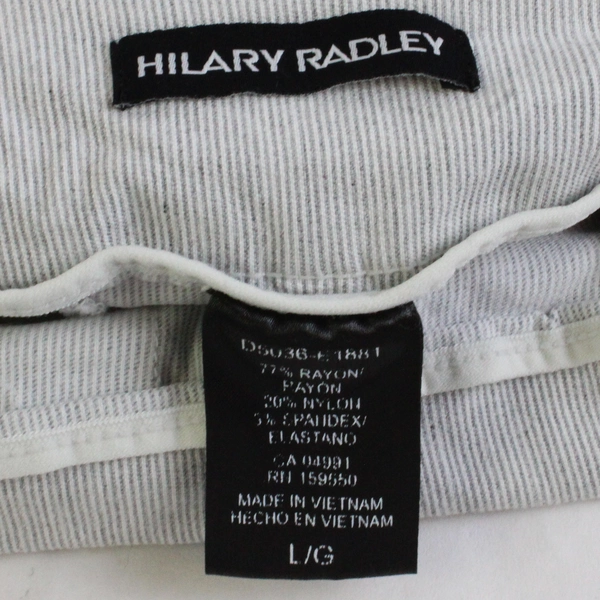 HILARY RADLEY
D5036-E1881
77% RAYON/
RAYON
20% NYLON
3% SPANDEX/
ELASTANO
CA 04991
RN 159550
MADE IN VIETNAM
HECHO EN VIETNAM
L/G